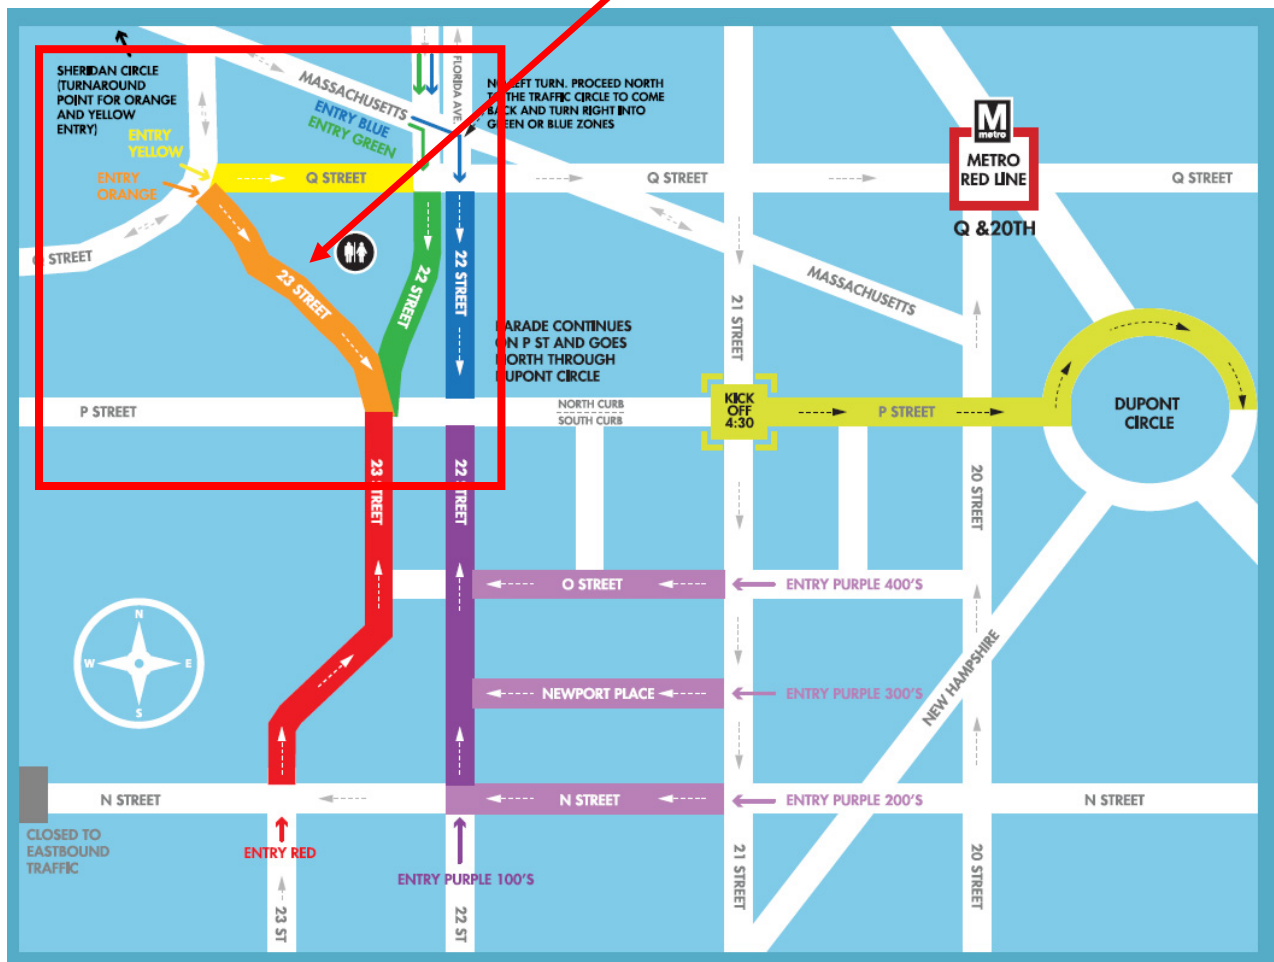 SHERIDAN CIRCLE
(TURNAROUND
POINT FOR ORANGE
AND YELLOW
ENTRY)
MASSACHUSETTS
ENTRY BLUE
ENTRY GREEN
FLORIDA AVE.
NO LEFT TURN. PROCEED NORTH
TO THE TRAFFIC CIRCLE TO COME
BACK AND TURN RIGHT INTO
GREEN OR BLUE ZONES
M
metro
METRO
RED LINE
Q &20TH
ENTRY
YELLOW
ENTRY
ORANGE
Q STREET
Q STREET
Q STREET
Q STREET
23 STREET
22 STREET
22 STREET
21 STREET
MASSACHUSETTS
PARADE CONTINUES
ON P ST AND GOES
NORTH THROUGH
DUPONT CIRCLE
P STREET
NORTH CURB
SOUTH CURB
KICK
OFF
4:30
P STREET
DUPONT
CIRCLE
23 STREET
22 STREET
20 STREET
O STREET
ENTRY PURPLE 400'S
N
W
E
S
NEWPORT PLACE
ENTRY PURPLE 300'S
NEW HAMPSHIRE
N STREET
N STREET
ENTRY PURPLE 200'S
N STREET
CLOSED TO
EASTBOUND
TRAFFIC
ENTRY RED
ENTRY PURPLE 100'S
23 ST
22 ST
21 STREET
20 STREET